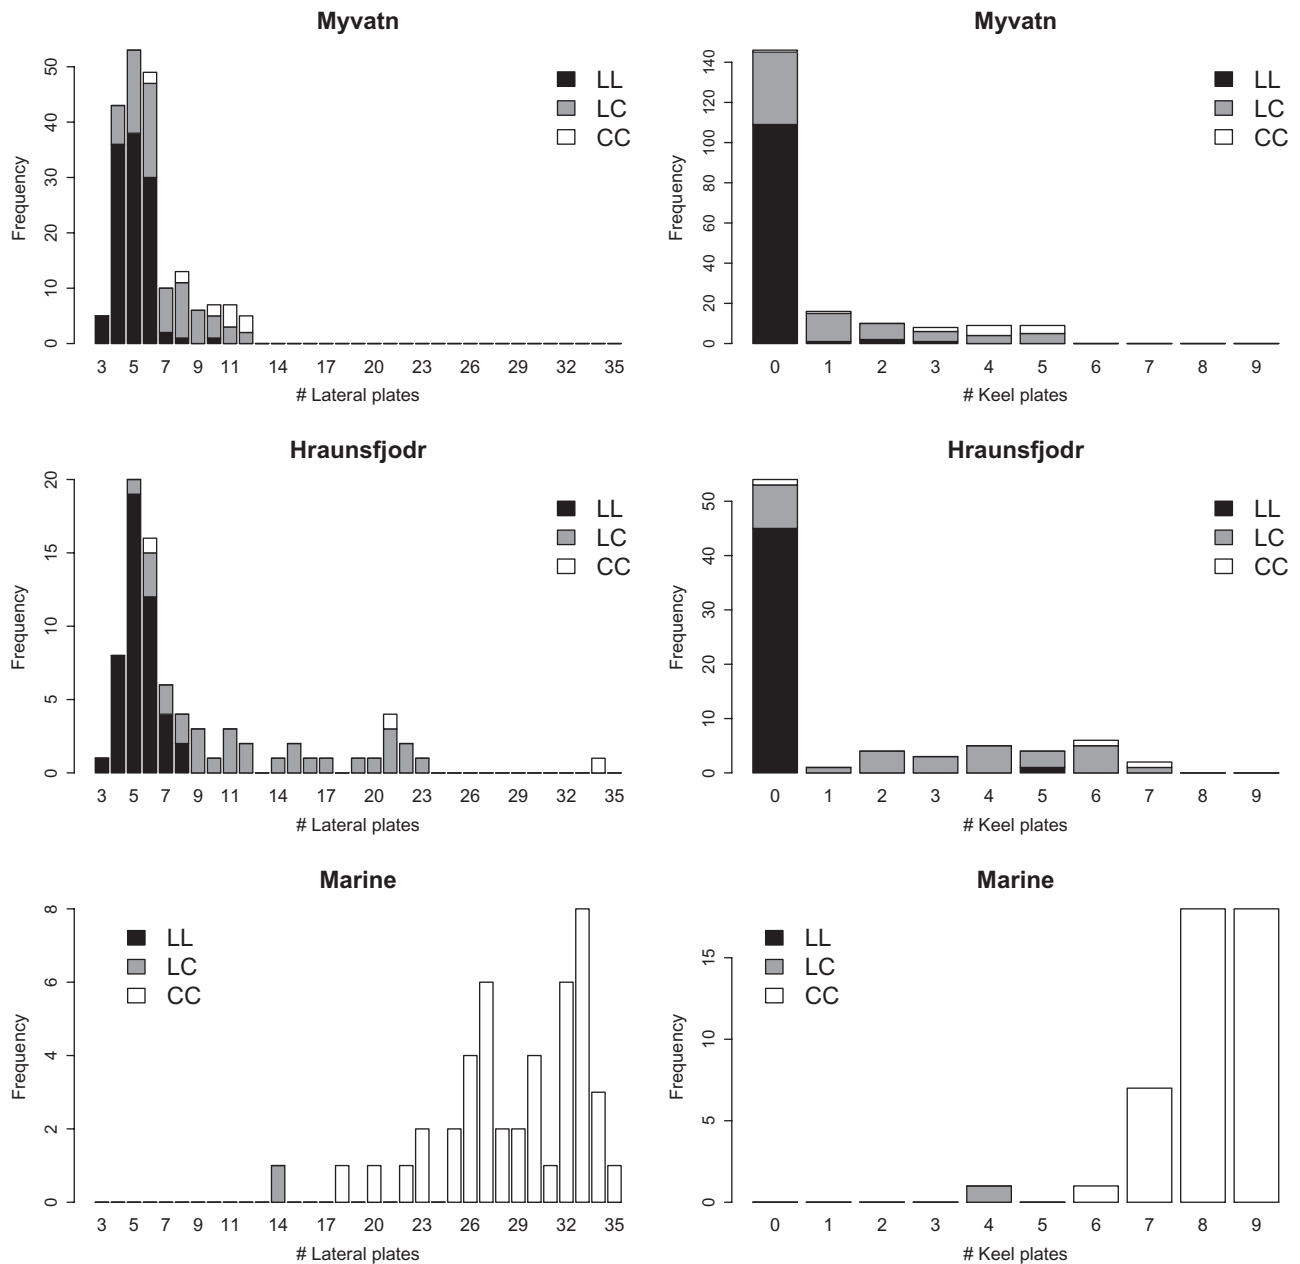 Myvatn
LL
LC
CC
Frequency
0 10 20 30 40 50
3 5 7 9 11 14 17 20 23 26 29 32 35
# Lateral plates
Myvatn
LL
LC
CC
Frequency
0 20 40 60 80 100 120 140
0 1 2 3 4 5 6 7 8 9
# Keel plates
Hraunsfjodr
LL
LC
CC
Frequency
0 5 10 15 20
3 5 7 9 11 14 17 20 23 26 29 32 35
# Lateral plates
Hraunsfjodr
LL
LC
CC
Frequency
0 10 20 30 40 50
0 1 2 3 4 5 6 7 8 9
# Keel plates
Marine
LL
LC
CC
Frequency
0 2 4 6 8
3 5 7 9 11 14 17 20 23 26 29 32 35
# Lateral plates
Marine
LL
LC
CC
Frequency
0 5 10 15
0 1 2 3 4 5 6 7 8 9
# Keel plates